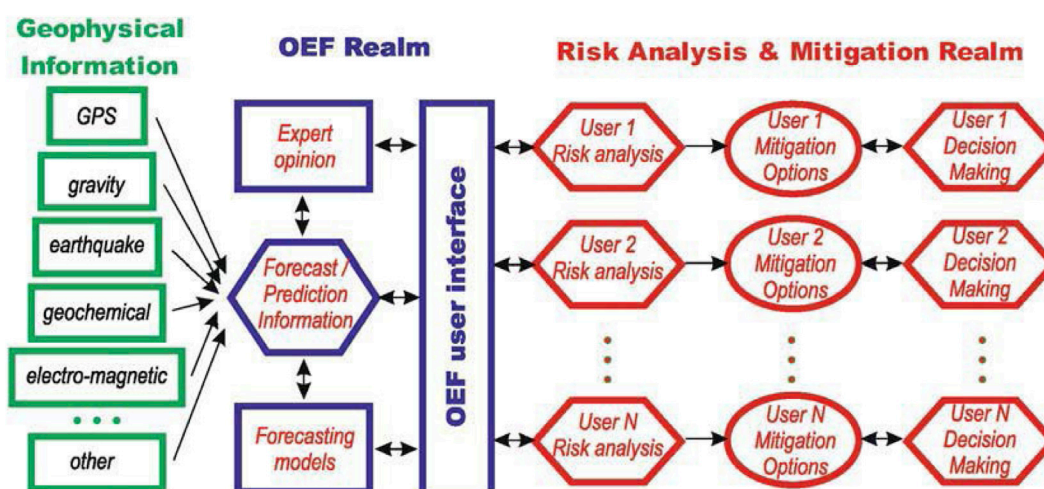 Geophysical
Information
OEF Realm
Risk Analysis & Mitigation Realm
GPS
gravity
earthquake
geochemical
electro-magnetic
other
Expert
opinion
Forecast /
Prediction
Information
Forecasting
models
OEF user interface
User 1
Risk analysis
User 1
Mitigation
Options
User 1
Decision
Making
User 2
Risk analysis
User 2
Mitigation
Options
User 2
Decision
Making
User N
Risk analysis
User N
Mitigation
Options
User N
Decision
Making